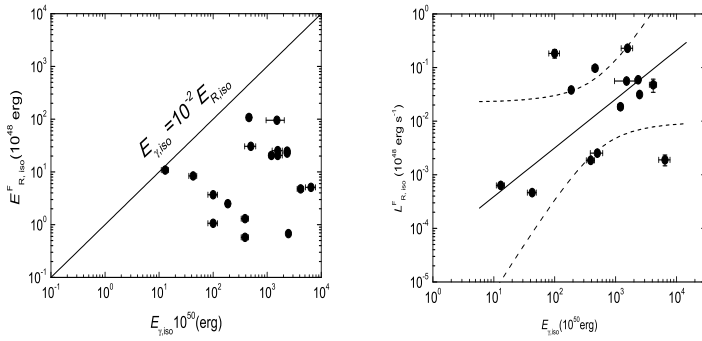 10^4
10^3
10^2
10^1
10^0
10^-1
E^F_R, iso (10^48 erg)
E_γ,iso=10^-2 E_R,iso
10^-1 10^0 10^1 10^2 10^3 10^4
E_γ,iso 10^50(erg)
10^0
10^-1
10^-2
10^-3
10^-4
10^-5
L^F_R, iso (10^48 erg s^-1)
10^0 10^1 10^2 10^3 10^4
E_γ,iso(10^50 erg)